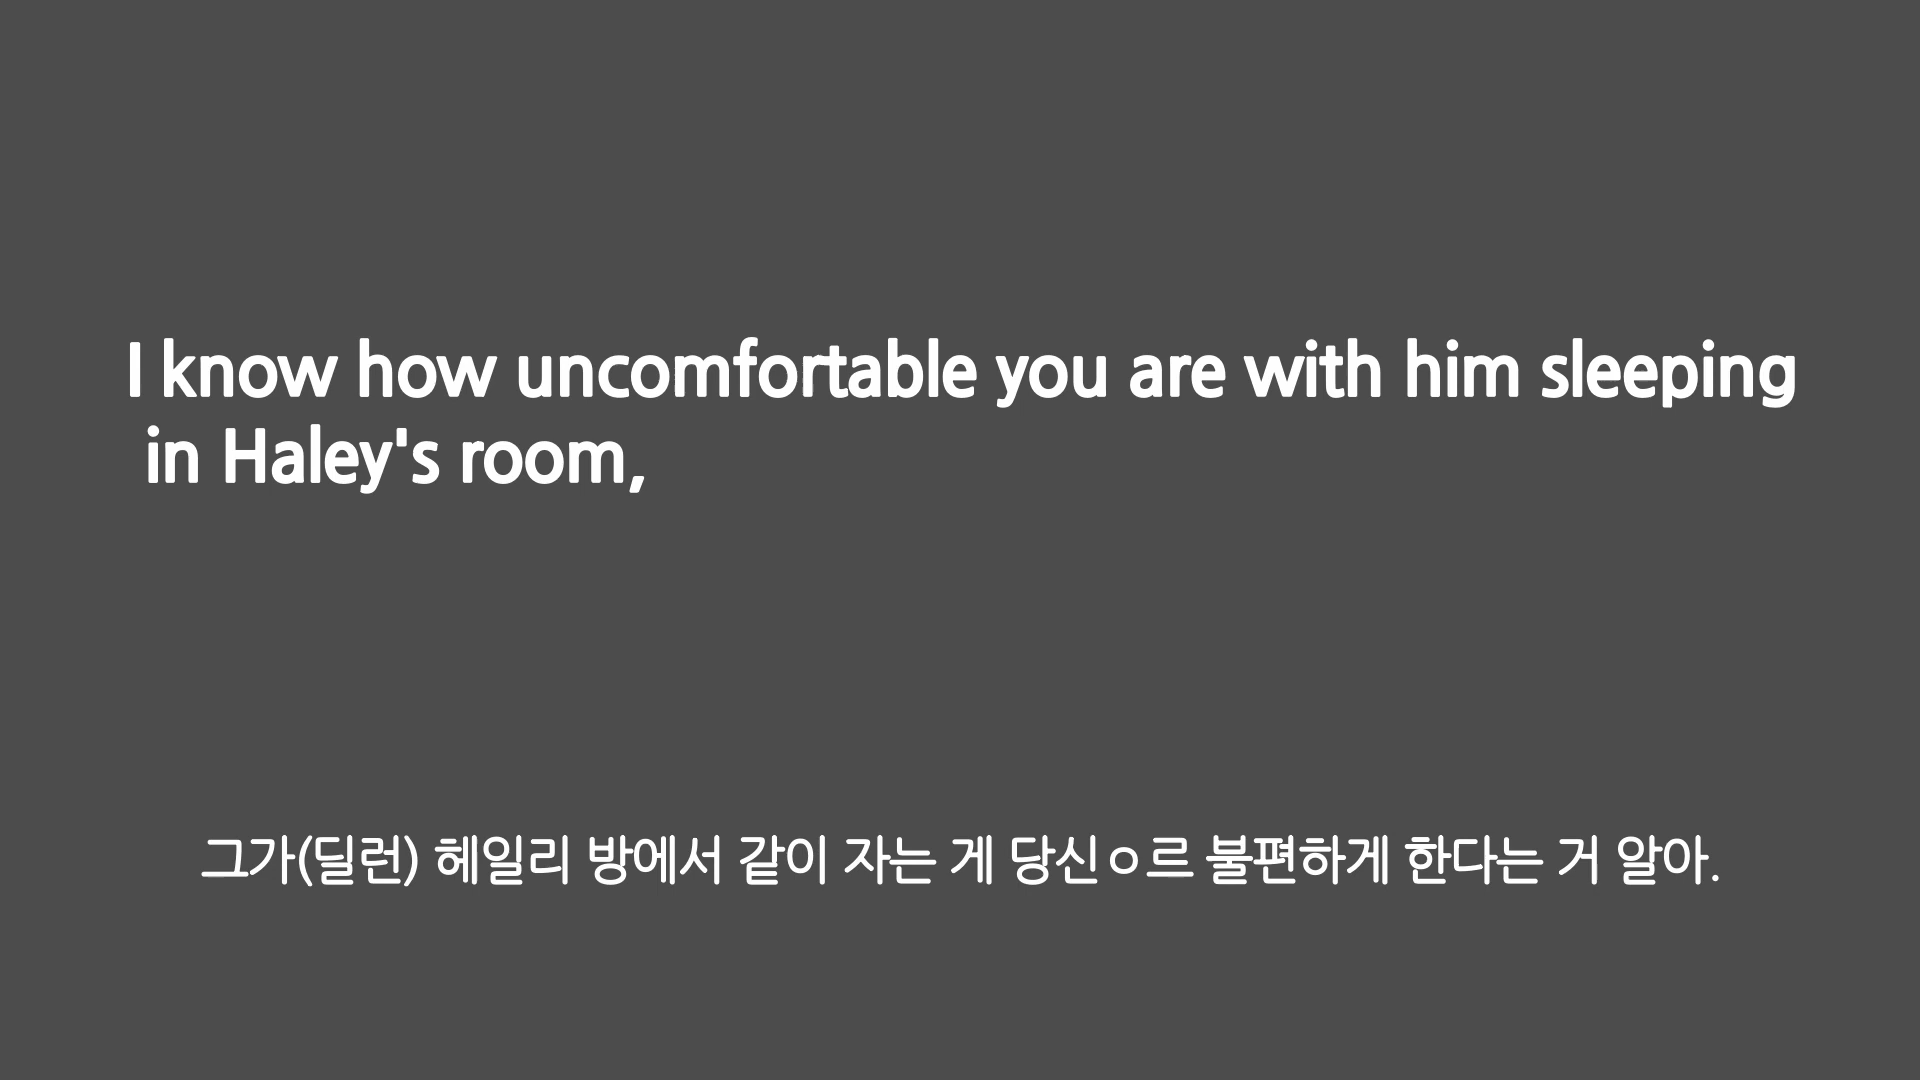 I know how uncomfortable you are with him sleeping
in Haley's room,
그가(딜런) 헤일리 방에서 같이 자는 게 당신ㅇ르 불편하게 한다는 거 알아.